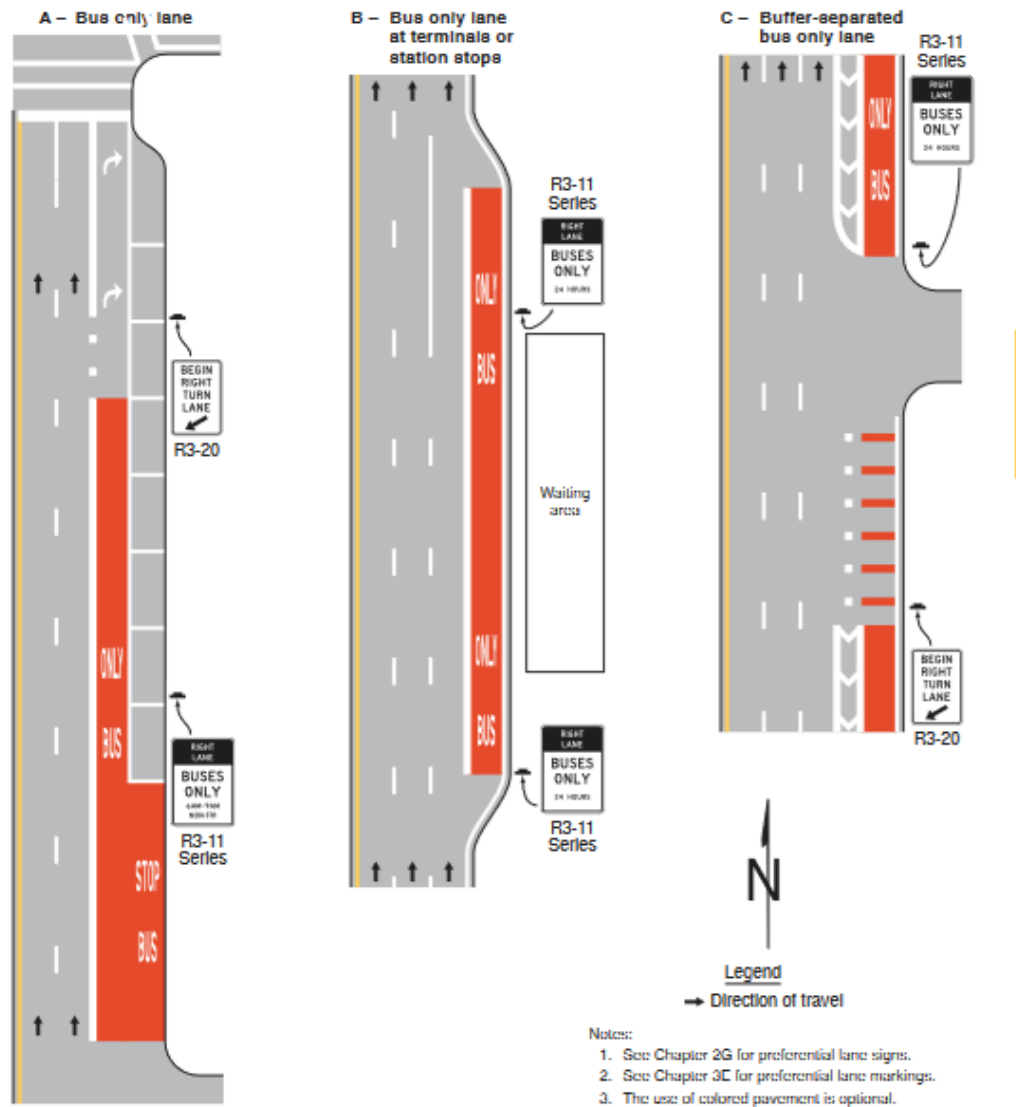 A – Bus only lane
BEGIN
RIGHT
TURN
LANE
R3-20
ONLY
BUS
RIGHT
LANE
BUSES
ONLY
6AM-9AM
MON-FRI
R3-11
Series
STOP
BUS
B – Bus only lane
at terminals or
station stops
R3-11
Series
RIGHT
LANE
BUSES
ONLY
24 HOURS
ONLY
BUS
Waiting
area
ONLY
BUS
RIGHT
LANE
BUSES
ONLY
24 HOURS
R3-11
Series
C – Buffer-separated
bus only lane
R3-11
Series
RIGHT
LANE
BUSES
ONLY
24 HOURS
ONLY
BUS
BEGIN
RIGHT
TURN
LANE
R3-20
N
Legend
Direction of travel
Notes:
1. See Chapter 2G for preferential lane signs.
2. See Chapter 3E for preferential lane markings.
3. The use of colored pavement is optional.